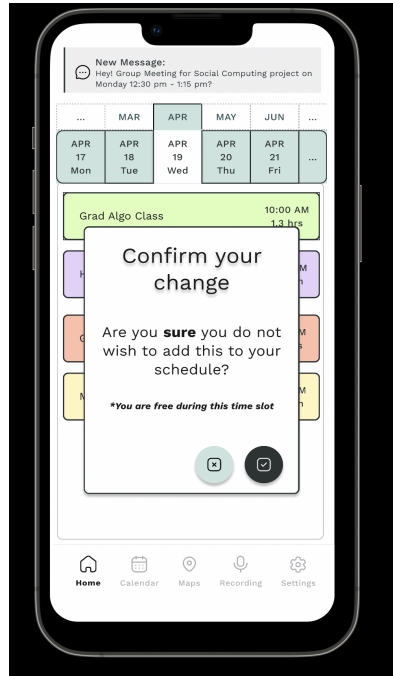 New Message:
Hey! Group Meeting for Social Computing project on
Monday 12:30 pm - 1:15 pm?
... MAR APR MAY JUN ...
APR APR APR APR APR
17 18 19 20 21 ...
Mon Tue Wed Thu Fri
Grad Algo Class 10:00 AM
1.3 hrs
Confirm your
change
Are you sure you do not
wish to add this to your
schedule?
*You are free during this time slot
Home Calendar Maps Recording Settings